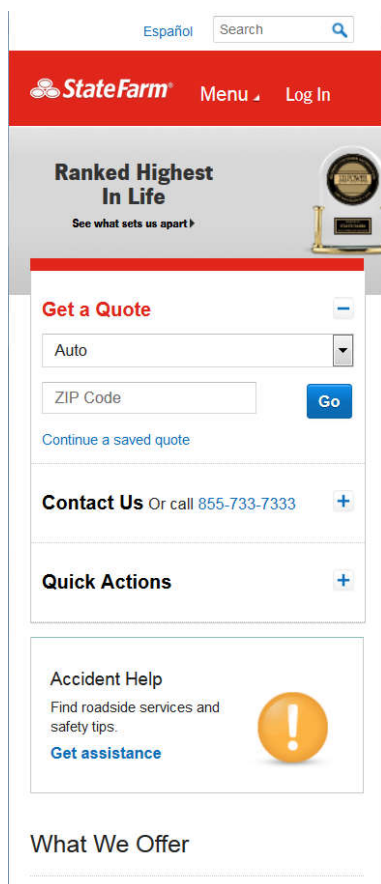 Español
Search
StateFarm®
Menu
Log In
Ranked Highest
In Life
See what sets us apart
J.D. POWER
Get a Quote
Auto
ZIP Code
Go
Continue a saved quote
Contact Us Or call 855-733-7333
Quick Actions
Accident Help
Find roadside services and
safety tips.
Get assistance
What We Offer